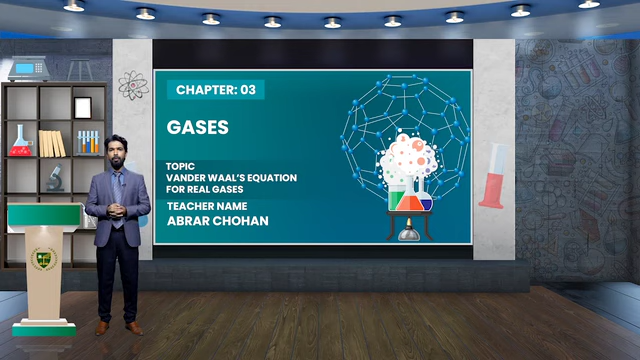 CHAPTER: 03
GASES
TOPIC
VANDER WAAL'S EQUATION
FOR REAL GASES
TEACHER NAME
ABRAR CHOHAN